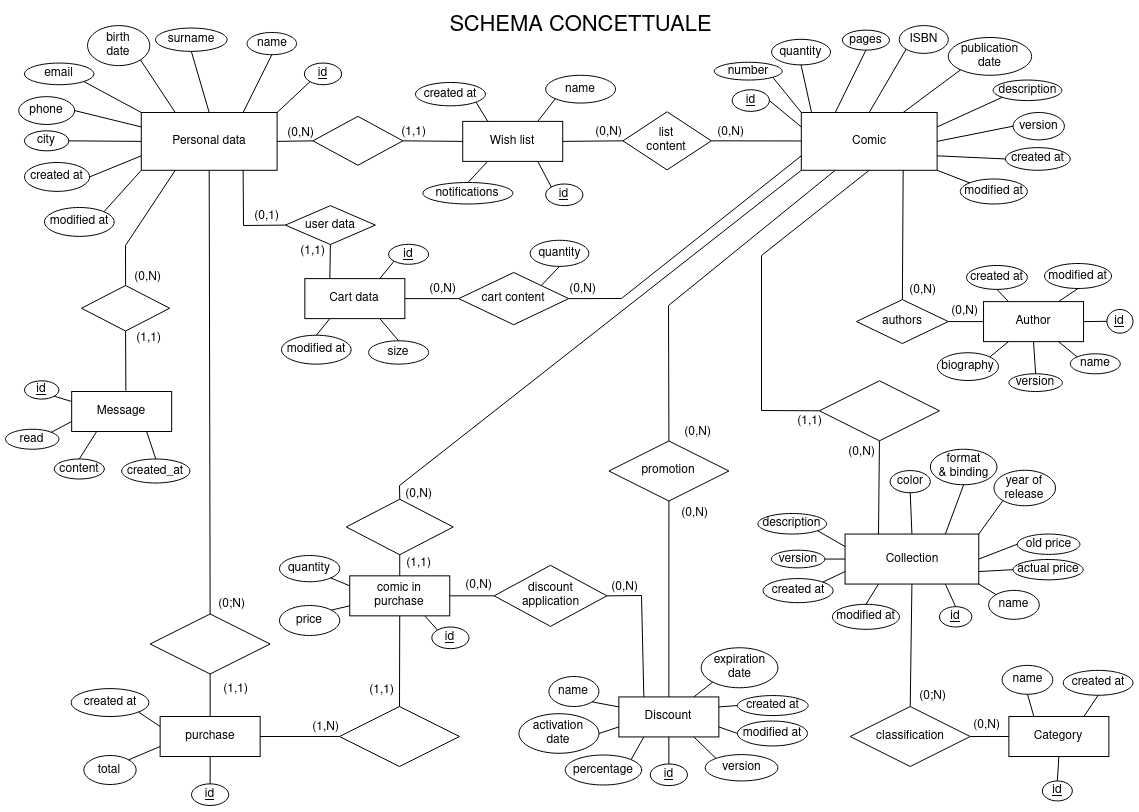 SCHEMA CONCETTUALE
birth
date
surname
name
email
id
phone
city
created at
modified at
Personal data
(0,N)
(1,1)
created at
name
Wish list
notifications
id
(0,N)
list
content
(0,N)
number
quantity
pages
ISBN
publication
date
id
description
version
created at
modified at
Comic
(0,1)
user data
(1,1)
id
Cart data
modified at
size
(0,N)
cart content
quantity
(0,N)
(0,N)
(1,1)
id
Message
read
content
created_at
(0,N)
authors
(0,N)
created at
modified at
Author
id
biography
version
name
(1,1)
(0,N)
(0,N)
promotion
(0,N)
(0,N)
(1,1)
quantity
comic in
purchase
price
id
(0,N)
discount
application
(0,N)
color
format
& binding
year of
release
description
version
created at
modified at
Collection
old price
actual price
name
id
(0;N)
(1,1)
created at
purchase
total
id
(1,N)
(1,1)
expiration
date
name
created at
Discount
activation
date
modified at
percentage
id
version
(0;N)
classification
(0,N)
name
created at
Category
id